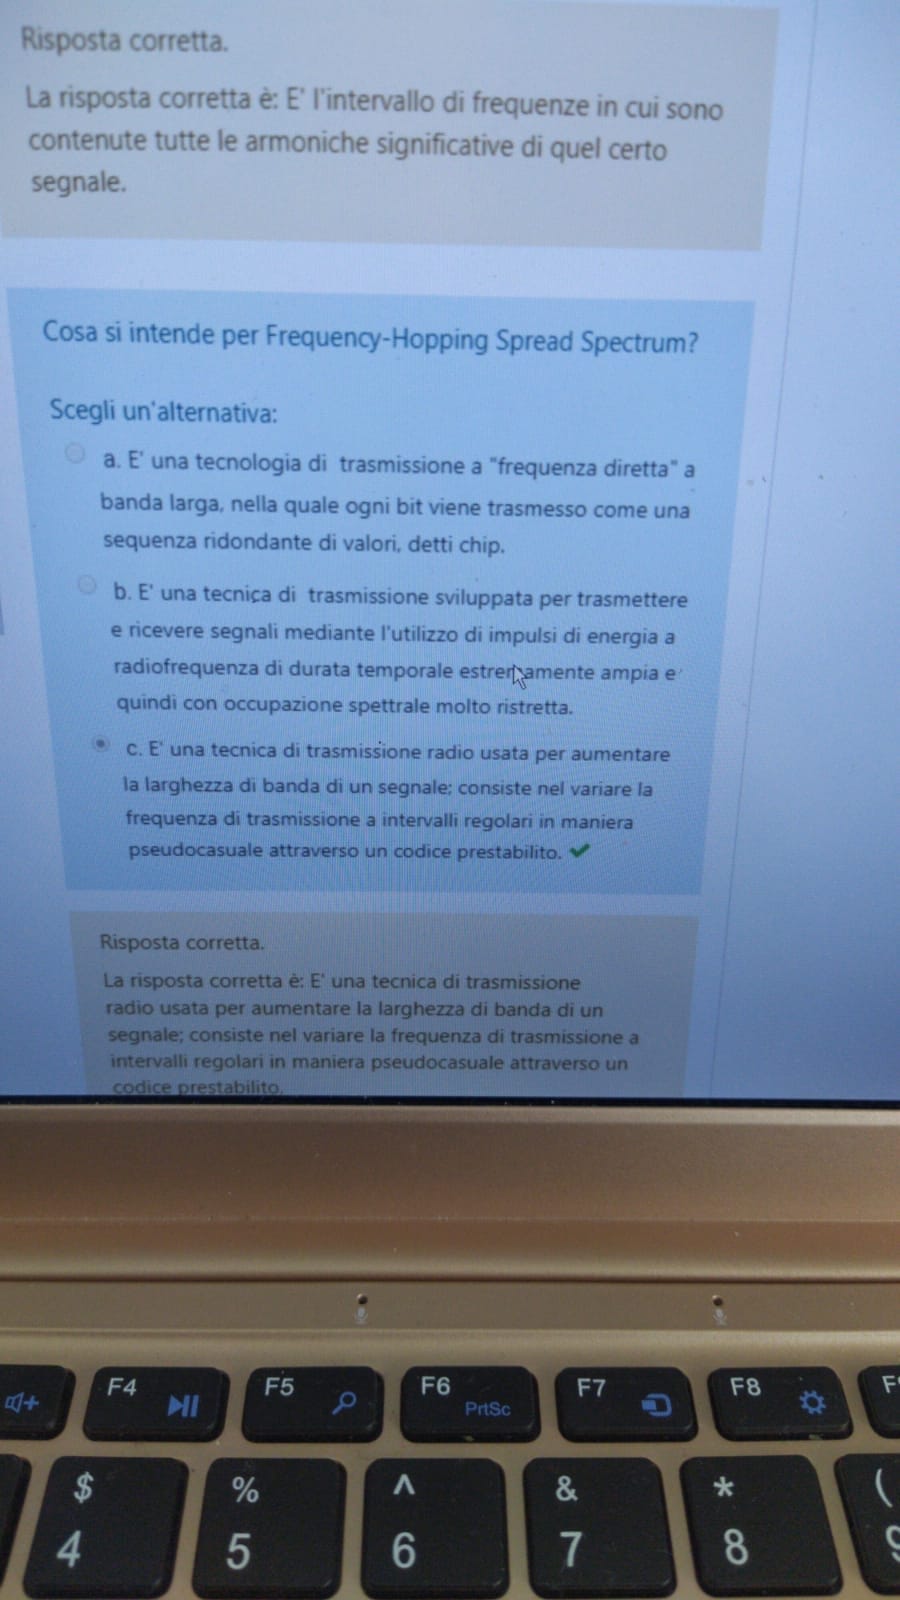 Risposta corretta.
La risposta corretta è: E' l'intervallo di frequenze in cui sono
contenute tutte le armoniche significative di quel certo
segnale.
Cosa si intende per Frequency-Hopping Spread Spectrum?
Scegli un'alternativa:
a. E' una tecnologia di trasmissione a "frequenza diretta" a
banda larga, nella quale ogni bit viene trasmesso come una
sequenza ridondante di valori, detti chip.
b. E' una tecnica di trasmissione sviluppata per trasmettere
e ricevere segnali mediante l'utilizzo di impulsi di energia a
radiofrequenza di durata temporale estremamente ampia e
quindi con occupazione spettrale molto ristretta.
c. E' una tecnica di trasmissione radio usata per aumentare
la larghezza di banda di un segnale; consiste nel variare la
frequenza di trasmissione a intervalli regolari in maniera
pseudocasuale attraverso un codice prestabilito.
Risposta corretta.
La risposta corretta è: E' una tecnica di trasmissione
radio usata per aumentare la larghezza di banda di un
segnale; consiste nel variare la frequenza di trasmissione a
intervalli regolari in maniera pseudocasuale attraverso un
codice prestabilito.
F4 F5 F6 PrtSc F7 F8
$ % ^ & * (
4 5 6 7 8